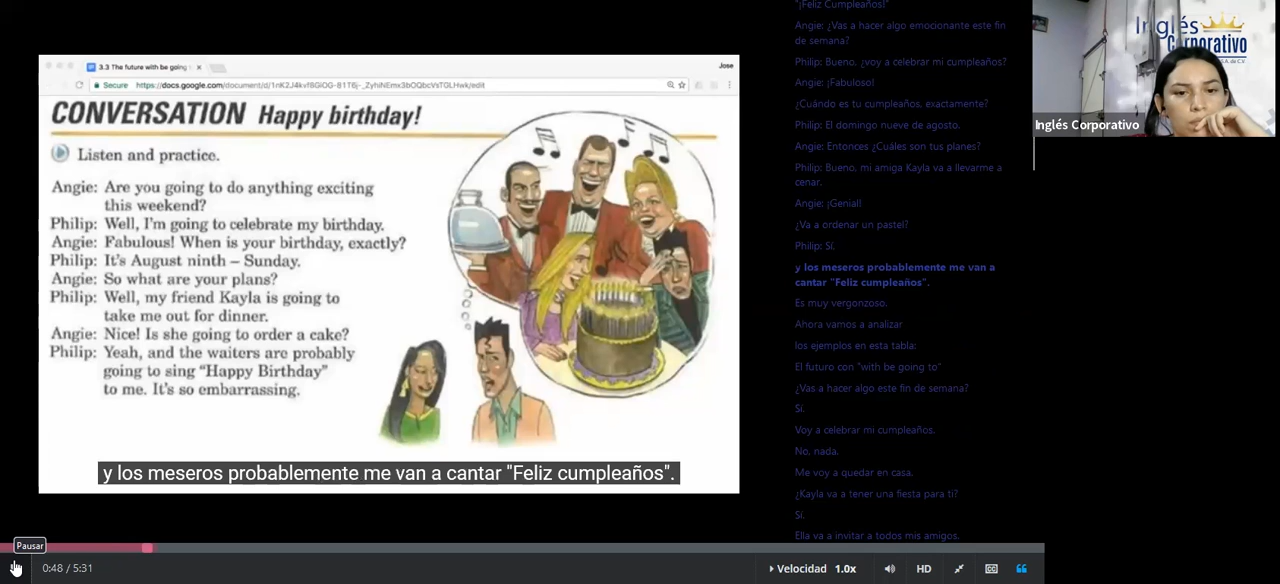 3.3 The future with be going
Jose
Secure
https://docs.google.com/document/d/1nK2J4kvf8GiOG-81T6j-_ZyhiNEmx3bOQbcVsTGLHwk/edit
CONVERSATION Happy birthday!
Listen and practice.
Angie: Are you going to do anything exciting
this weekend?
Philip: Well, I'm going to celebrate my birthday.
Angie: Fabulous! When is your birthday, exactly?
Philip: It's August ninth – Sunday.
Angie: So what are your plans?
Philip: Well, my friend Kayla is going to
take me out for dinner.
Angie: Nice! Is she going to order a cake?
Philip: Yeah, and the waiters are probably
going to sing "Happy Birthday"
to me. It's so embarrassing.
y los meseros probablemente me van a cantar "Feliz cumpleaños".
Pausar
0:48 / 5:31
Velocidad 1.0x
HD
"¡Feliz Cumpleaños!"
Angie: ¿Vas a hacer algo emocionante este fin
de semana?
Philip: Bueno, ¿voy a celebrar mi cumpleaños?
Angie: ¡Fabuloso!
¿Cuándo es tu cumpleaños, exactamente?
Philip: El domingo nueve de agosto.
Angie: Entonces ¿Cuáles son tus planes?
Philip: Bueno, mi amiga Kayla va a llevarme a
cenar.
Angie: ¡Genial!
¿Va a ordenar un pastel?
Philip: Sí.
y los meseros probablemente me van a
cantar "Feliz cumpleaños".
Es muy vergonzoso.
Ahora vamos a analizar
los ejemplos en esta tabla:
El futuro con "with be going to"
¿Vas a hacer algo este fin de semana?
Sí.
Voy a celebrar mi cumpleaños.
No, nada.
Me voy a quedar en casa.
¿Kayla va a tener una fiesta para ti?
Sí.
Ella va a invitar a todos mis amigos.
Inglés
Corporativo
S.A. de C.V.
Inglés Corporativo